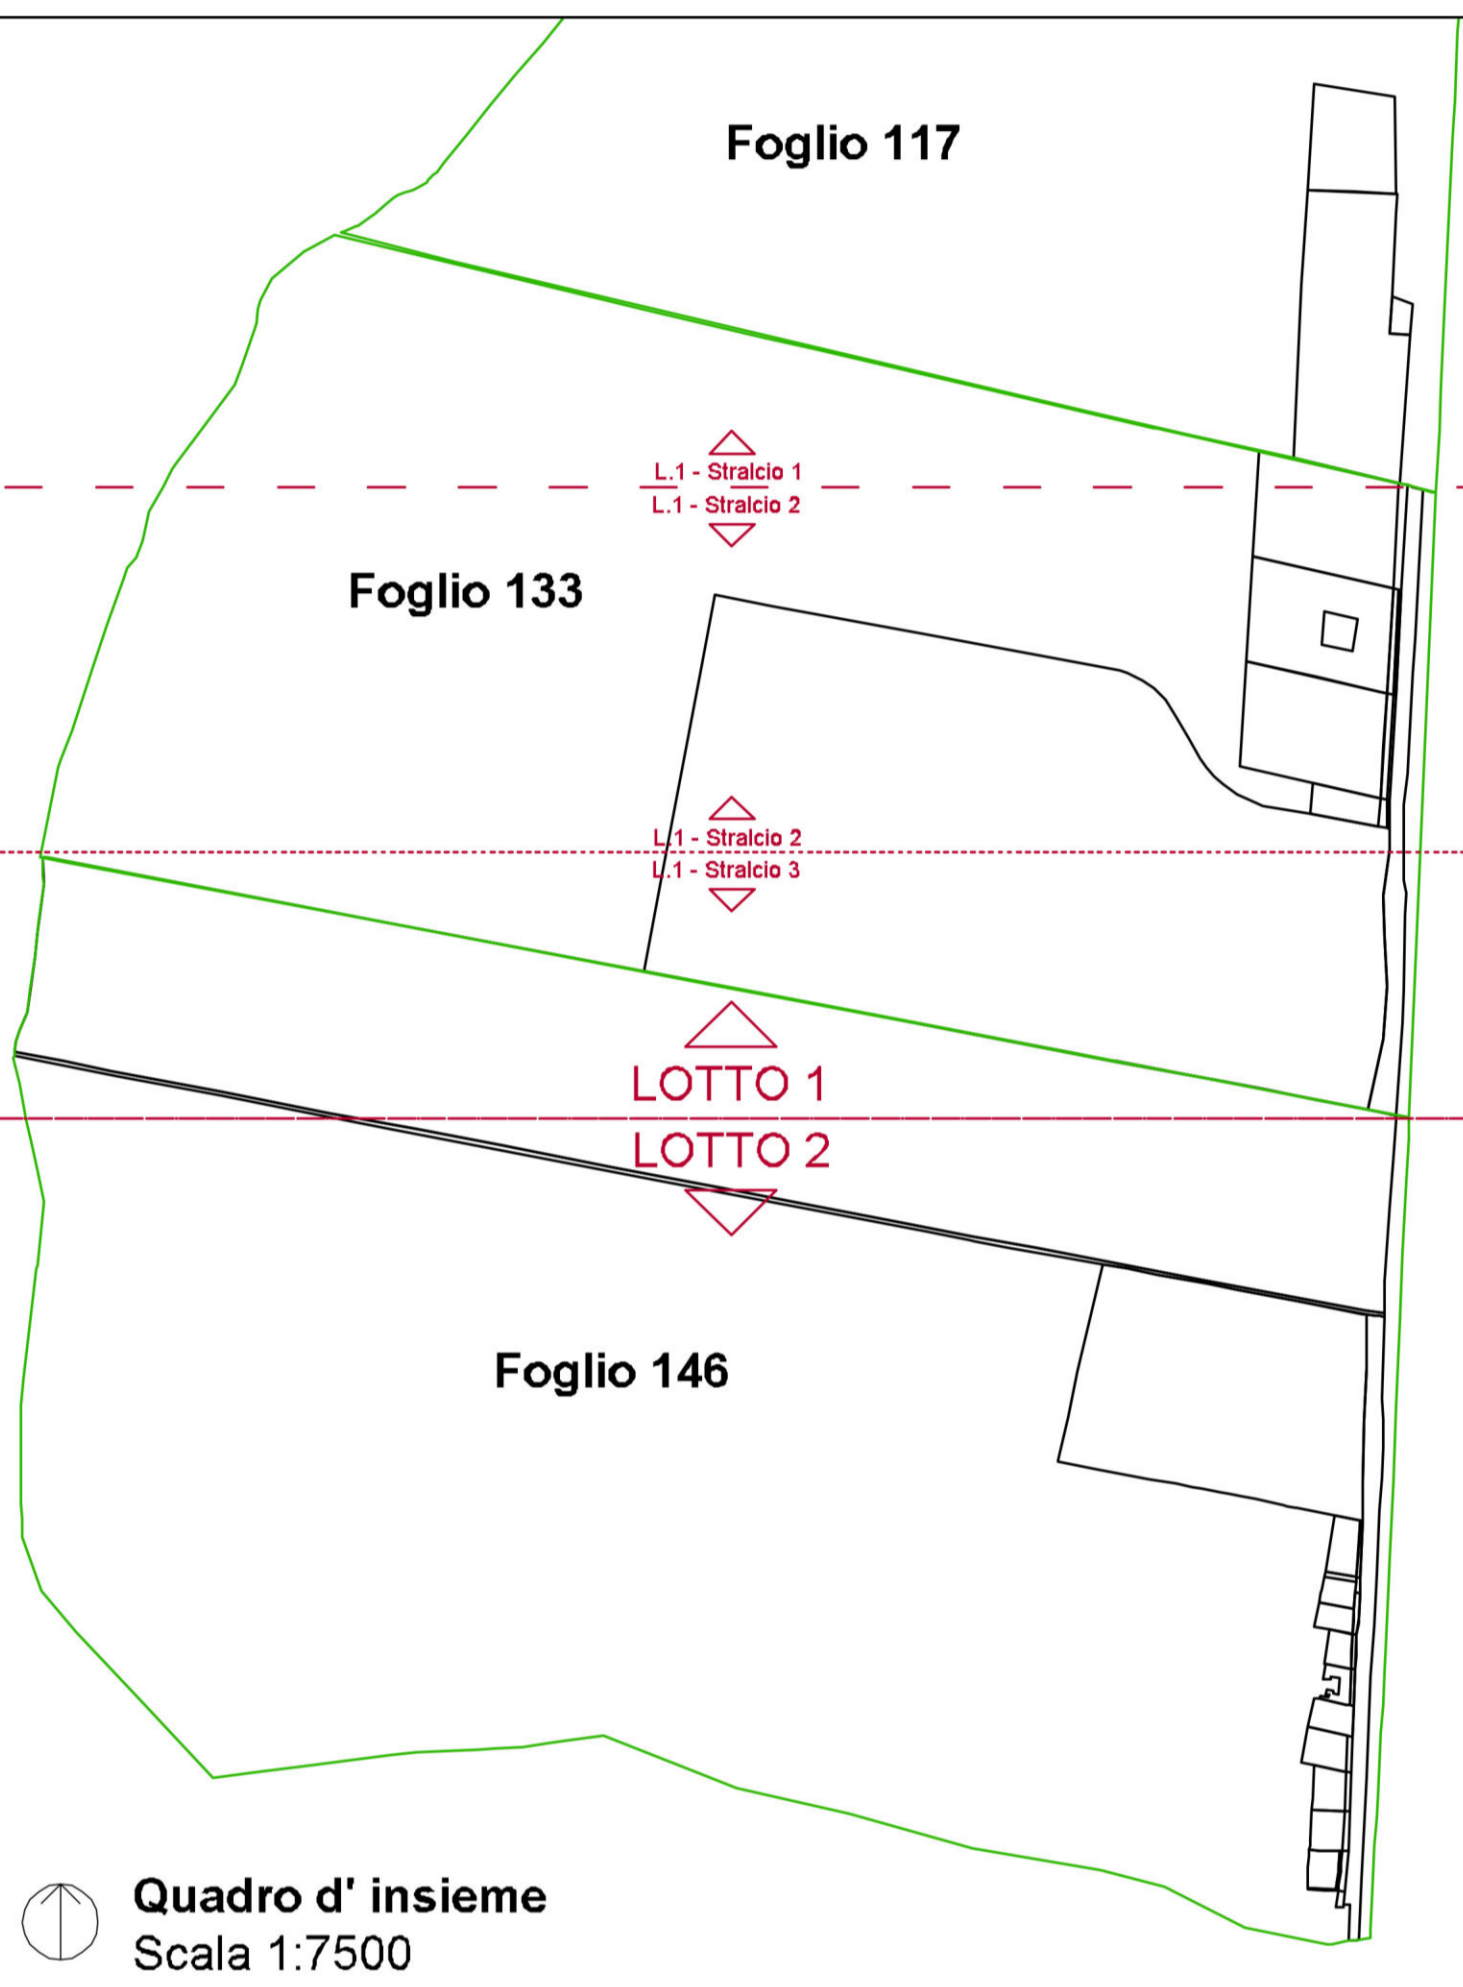 Foglio 117
L.1 - Stralcio 1
L.1 - Stralcio 2
Foglio 133
L.1 - Stralcio 2
L.1 - Stralcio 3
LOTTO 1
LOTTO 2
Foglio 146
Quadro d' insieme
Scala 1:7500